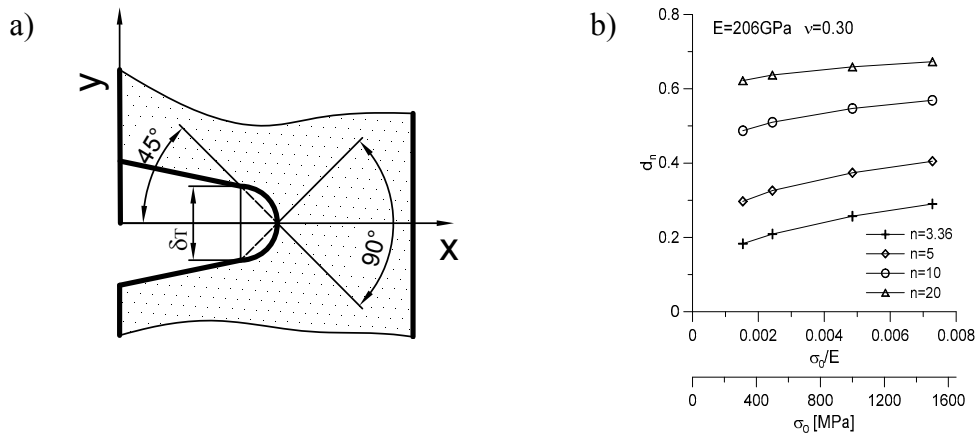 a)
y
45°
δT
90°
x
b)
E=206GPa ν=0.30
0.8
0.6
0.4
0.2
0
dn
n=3.36
n=5
n=10
n=20
0 0.002 0.004 0.006 0.008
σ0/E
0 400 800 1200 1600
σ0 [MPa]